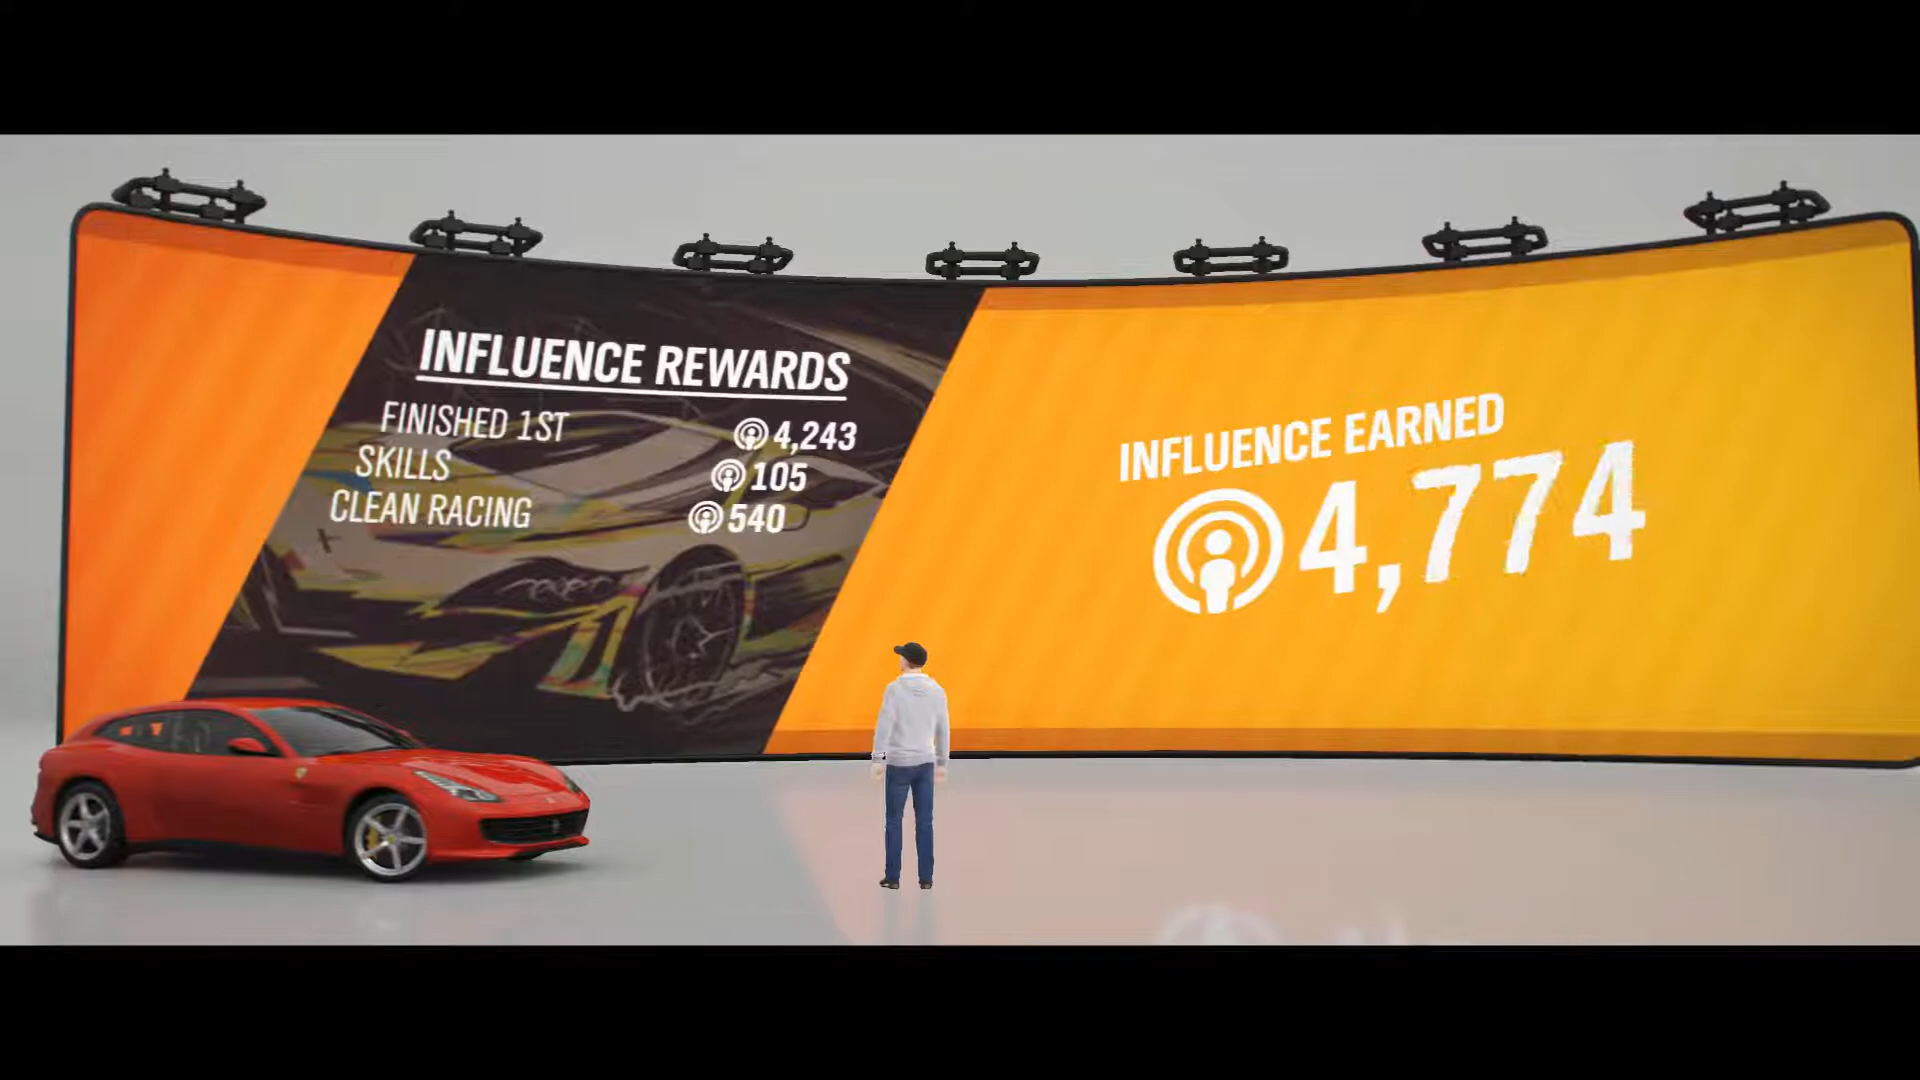 INFLUENCE REWARDS
FINISHED 1ST 4,243
SKILLS 105
CLEAN RACING 540
INFLUENCE EARNED
4,774